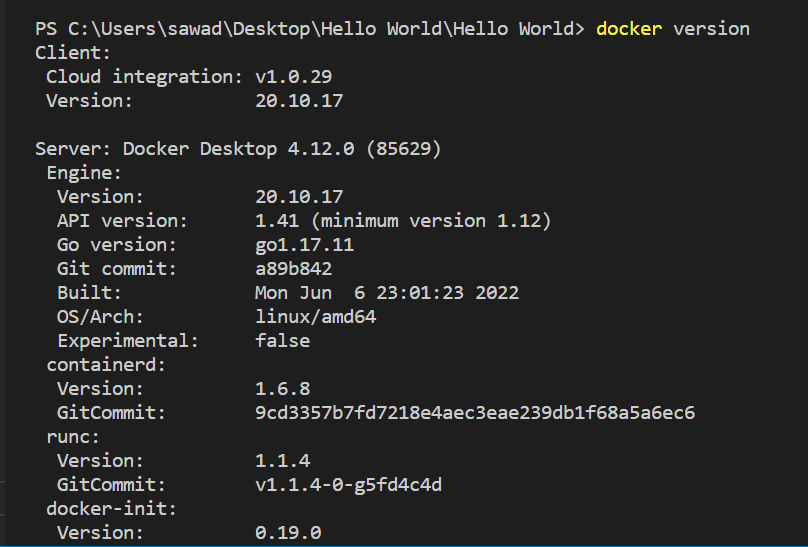 PS C:\Users\sawad\Desktop\Hello World\Hello World> docker version
Client:
 Cloud integration: v1.0.29
 Version:           20.10.17

Server: Docker Desktop 4.12.0 (85629)
 Engine:
  Version:          20.10.17
  API version:      1.41 (minimum version 1.12)
  Go version:       go1.17.11
  Git commit:       a89b842
  Built:            Mon Jun  6 23:01:23 2022
  OS/Arch:          linux/amd64
  Experimental:     false
 containerd:
  Version:          1.6.8
  GitCommit:        9cd3357b7fd7218e4aec3eae239db1f68a5a6ec6
 runc:
  Version:          1.1.4
  GitCommit:        v1.1.4-0-g5fd4c4d
 docker-init:
  Version:          0.19.0